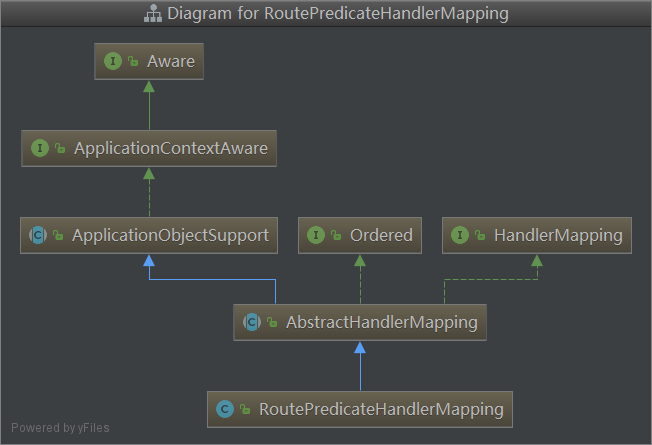 Diagram for RoutePredicateHandlerMapping
I Aware
I ApplicationContextAware
C ApplicationObjectSupport
I Ordered
I HandlerMapping
C AbstractHandlerMapping
C RoutePredicateHandlerMapping
Powered by yFiles